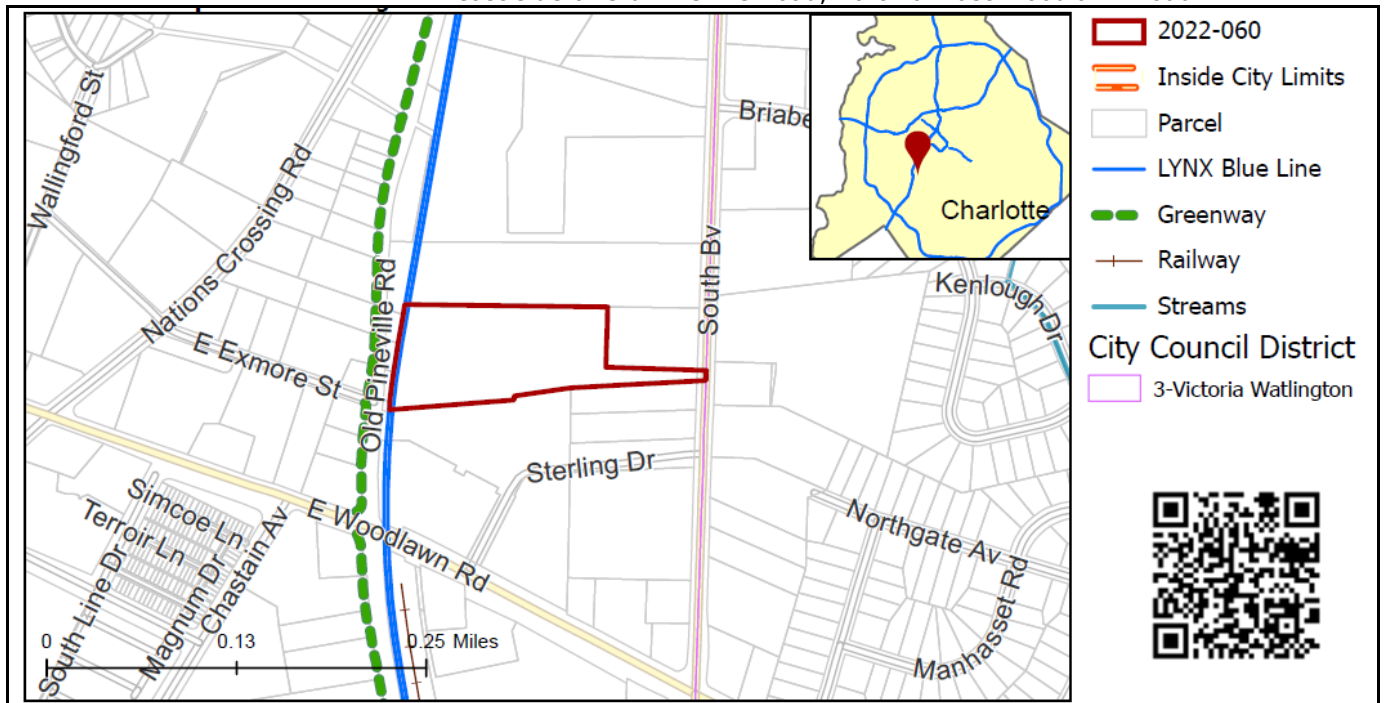 2022-060
Inside City Limits
Parcel
LYNX Blue Line
Greenway
Railway
Streams
City Council District
3-Victoria Watlington
Charlotte
Briabe
Wallingford St
Nations Crossing Rd
Old Pineville Rd
South Bv
Kenlough Dr
E Exmore St
Sterling Dr
E Woodlawn Rd
Northgate Av
Manhasset Rd
Simcoe Ln
Terroir Ln
South Line Dr
Magnum Dr
Chastain Av
0
0.13
0.25 Miles